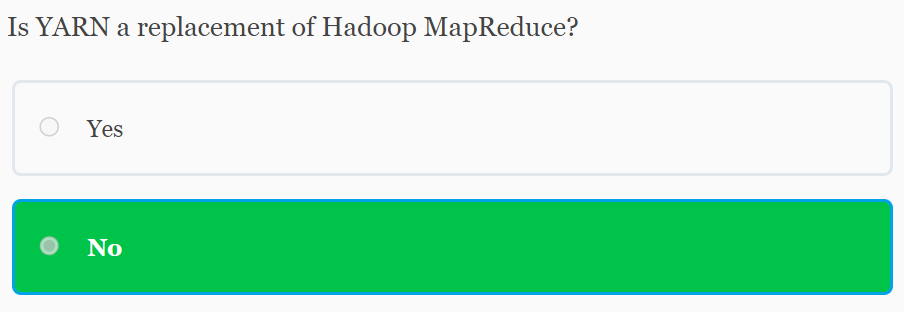 Is YARN a replacement of Hadoop MapReduce?
Yes
No